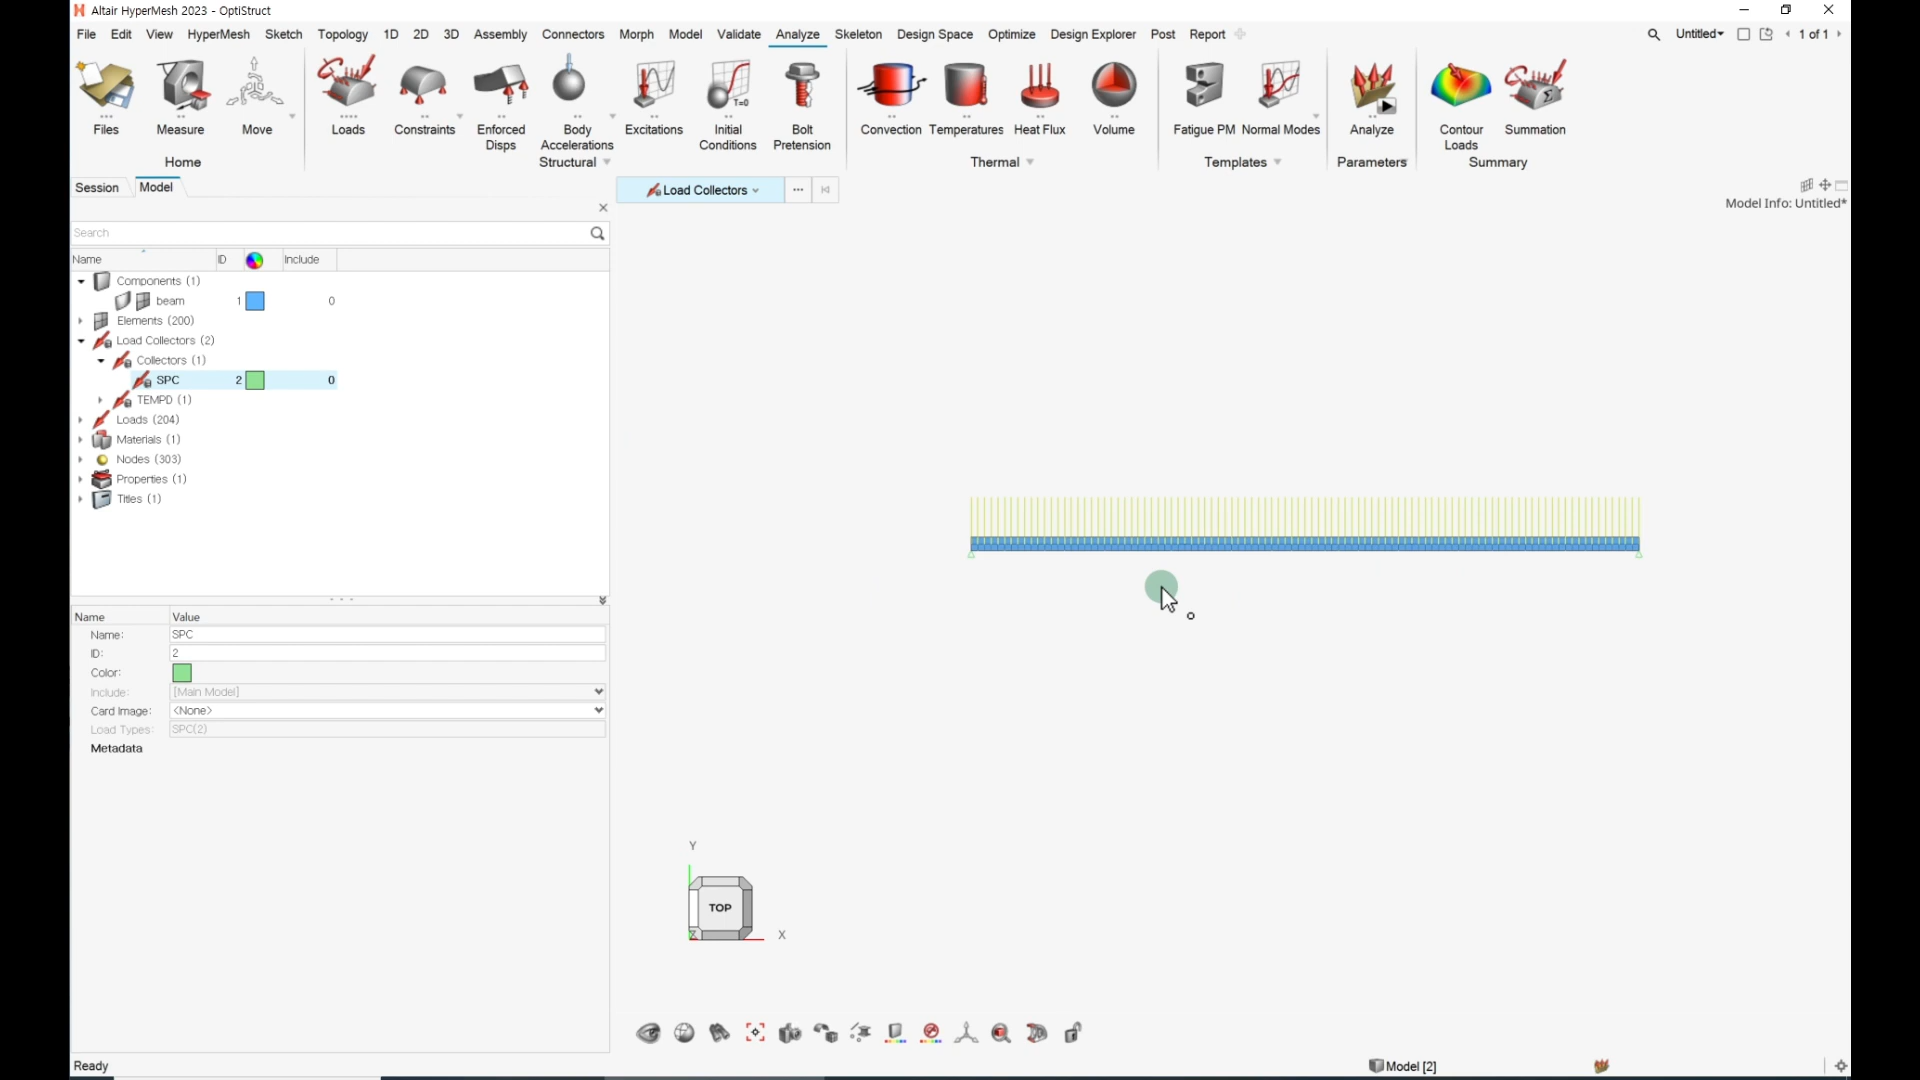 Altair HyperMesh 2023 - OptiStruct
File Edit View HyperMesh Sketch Topology 1D 2D 3D Assembly Connectors Morph Model Validate Analyze Skeleton Design Space Optimize Design Explorer Post Report Untitled 1 of 1
T=0
Σ
Files Measure Move Loads Constraints Enforced Disps Body Accelerations Excitations Initial Conditions Bolt Pretension Convection Temperatures Heat Flux Volume Fatigue PM Normal Modes Analyze Contour Loads Summation
Home Structural Thermal Templates Parameters Summary
Session Model
Load Collectors
Model Info: Untitled*
Search
Name ID Include
Components (1)
beam 1 0
Elements (200)
Load Collectors (2)
Collectors (1)
SPC 2 0
TEMPD (1)
Loads (204)
Materials (1)
Nodes (303)
Properties (1)
Titles (1)
Name Value
Name: SPC
ID: 2
Color:
Include: [Main Model]
Card Image: <None>
Load Types: SPC(2)
Metadata
Y
TOP
Z
X
Ready Model [2]